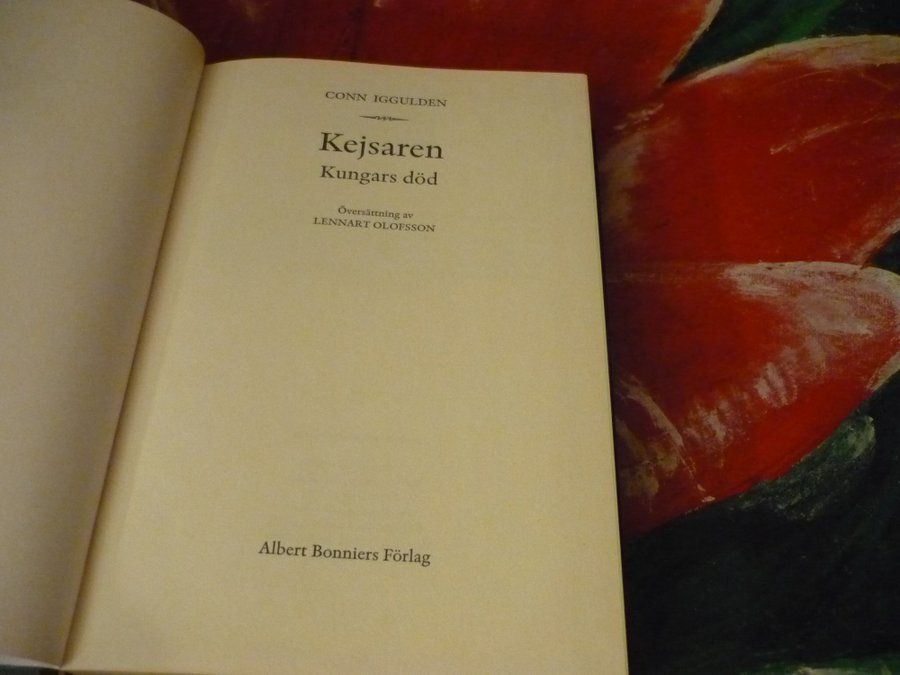 CONN IGGULDEN
Kejsaren
Kungars död
Översättning av
LENNART OLOFSSON
Albert Bonniers Förlag